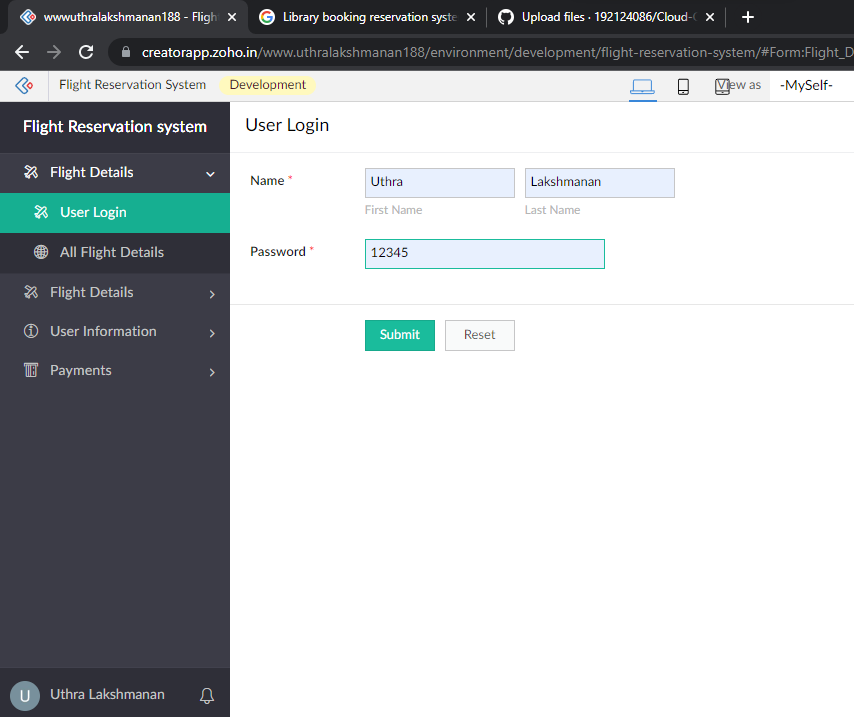 wwwuthralakshmanan188 - Fligh
Library booking reservation syste
Upload files · 192124086/Cloud-C
creatorapp.zoho.in/www.uthralakshmanan188/environment/development/flight-reservation-system/#Form:Flight_D
Flight Reservation System
Development
View as
-MySelf-
Flight Reservation system
User Login
Flight Details
User Login
All Flight Details
Flight Details
User Information
Payments
Name *
Uthra
Lakshmanan
First Name
Last Name
Password *
12345
Submit
Reset
U
Uthra Lakshmanan